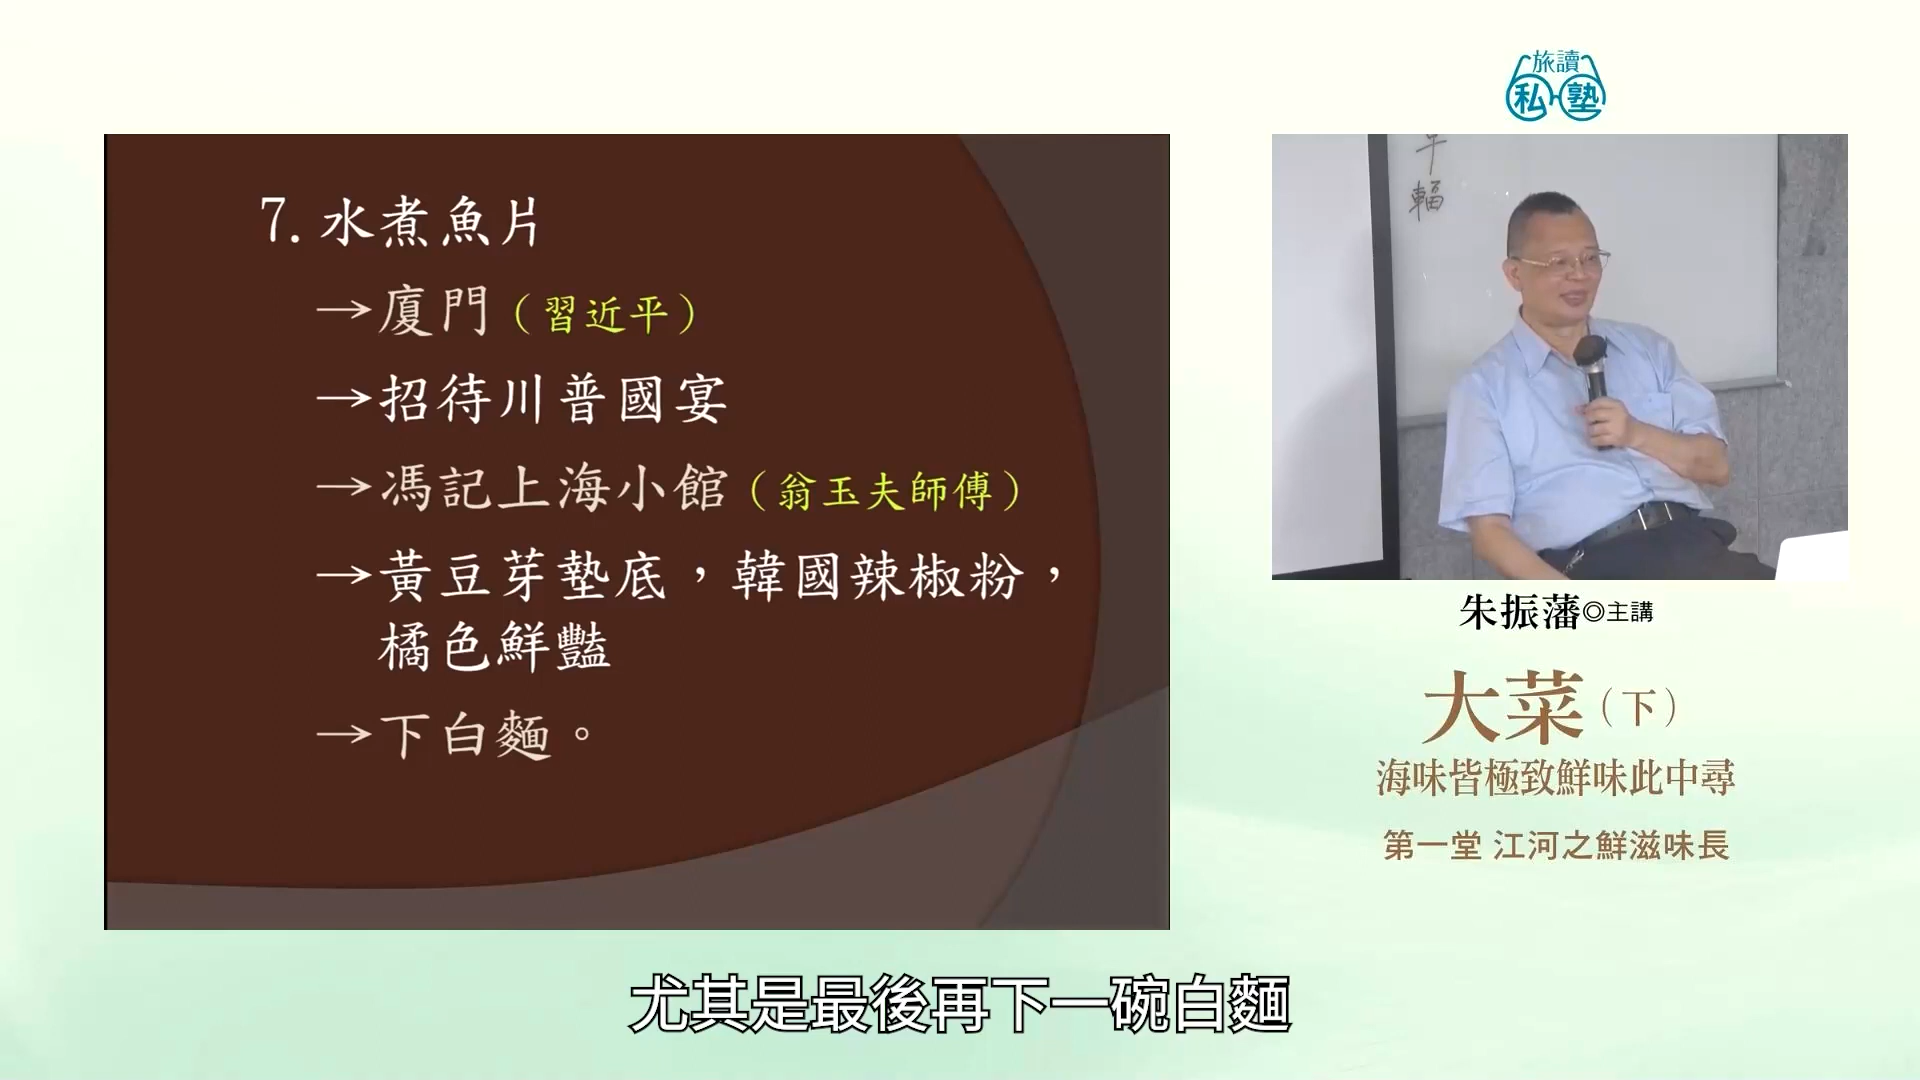 旅讀
私塾
7. 水煮魚片
→廈門（習近平）
→招待川普國宴
→馮記上海小館（翁玉夫師傅）
→黃豆芽墊底，韓國辣椒粉，
橘色鮮豔
→下白麵。
輻
朱振藩◎主講
大菜（下）
海味皆極致鮮味此中尋
第一堂 江河之鮮滋味長
尤其是最後再下一碗白麵